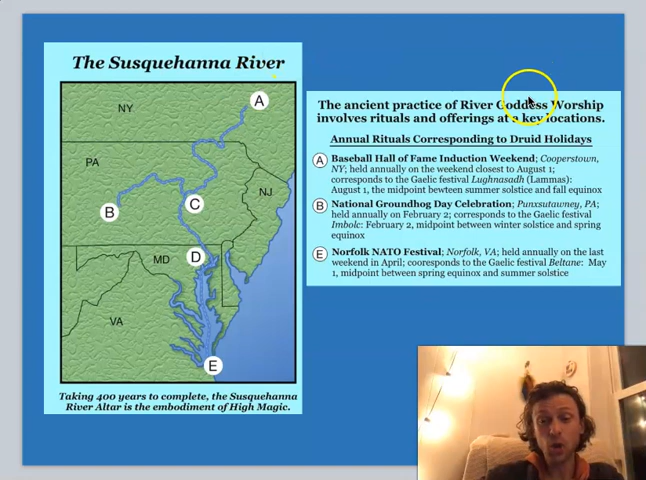 The Susquehanna River
NY
A
PA
NJ
B
C
MD
D
VA
E
Taking 400 years to complete, the Susquehanna
River Altar is the embodiment of High Magic.
The ancient practice of River Goddess Worship
involves rituals and offerings at a key locations.
Annual Rituals Corresponding to Druid Holidays
A Baseball Hall of Fame Induction Weekend; Cooperstown,
NY; held annually on the weekend closest to August 1;
corresponds to the Gaelic festival Lughnasadh (Lammas):
August 1, the midpoint bewteen summer solstice and fall equinox
B National Groundhog Day Celebration; Punxsutawney, PA;
held annually on February 2; corresponds to the Gaelic festival
Imbolc: February 2, midpoint between winter solstice and spring
equinox
E Norfolk NATO Festival; Norfolk, VA; held annually on the last
weekend in April; cooresponds to the Gaelic festival Beltane: May
1, midpoint between spring equinox and summer solstice